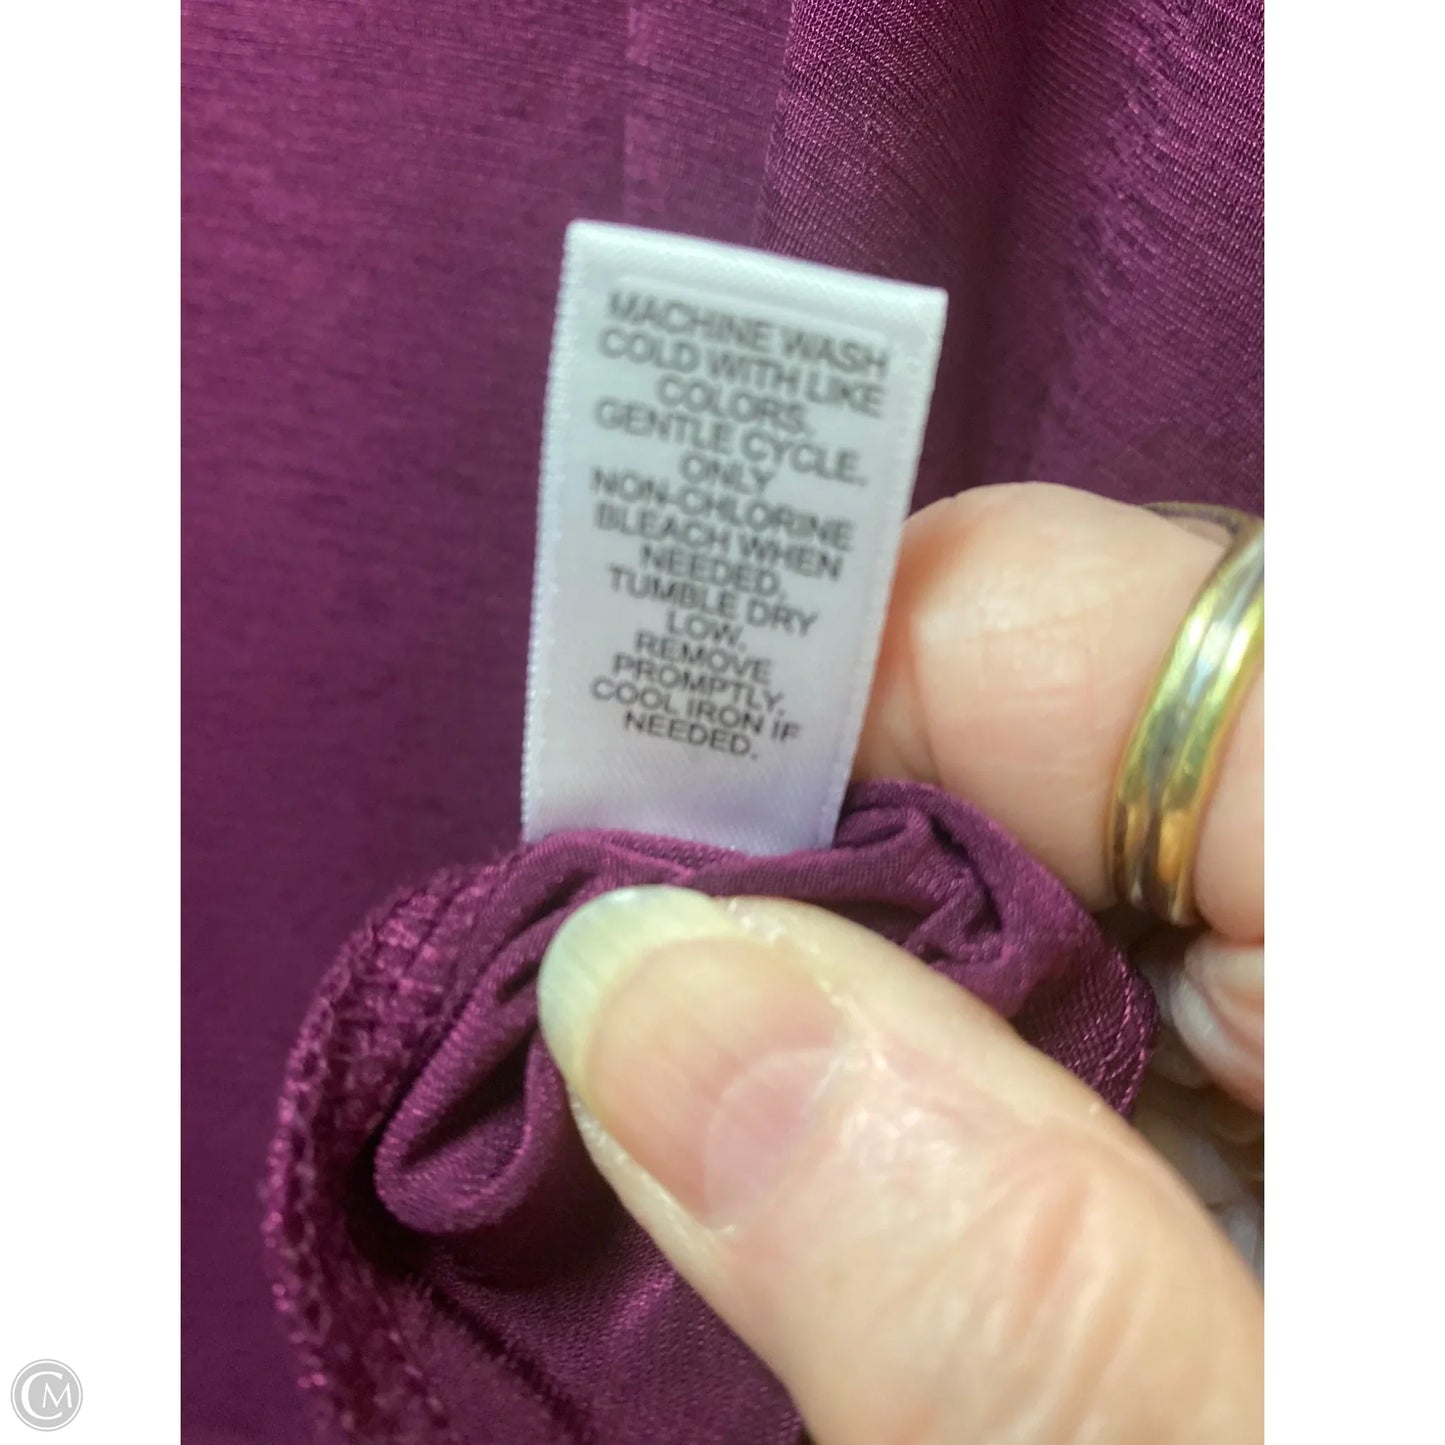 MACHINE WASH
COLD WITH LIKE
COLORS.
GENTLE CYCLE.
ONLY
NON-CHLORINE
BLEACH WHEN
NEEDED.
TUMBLE DRY
LOW.
REMOVE
PROMPTLY.
COOL IRON IF
NEEDED.
CM